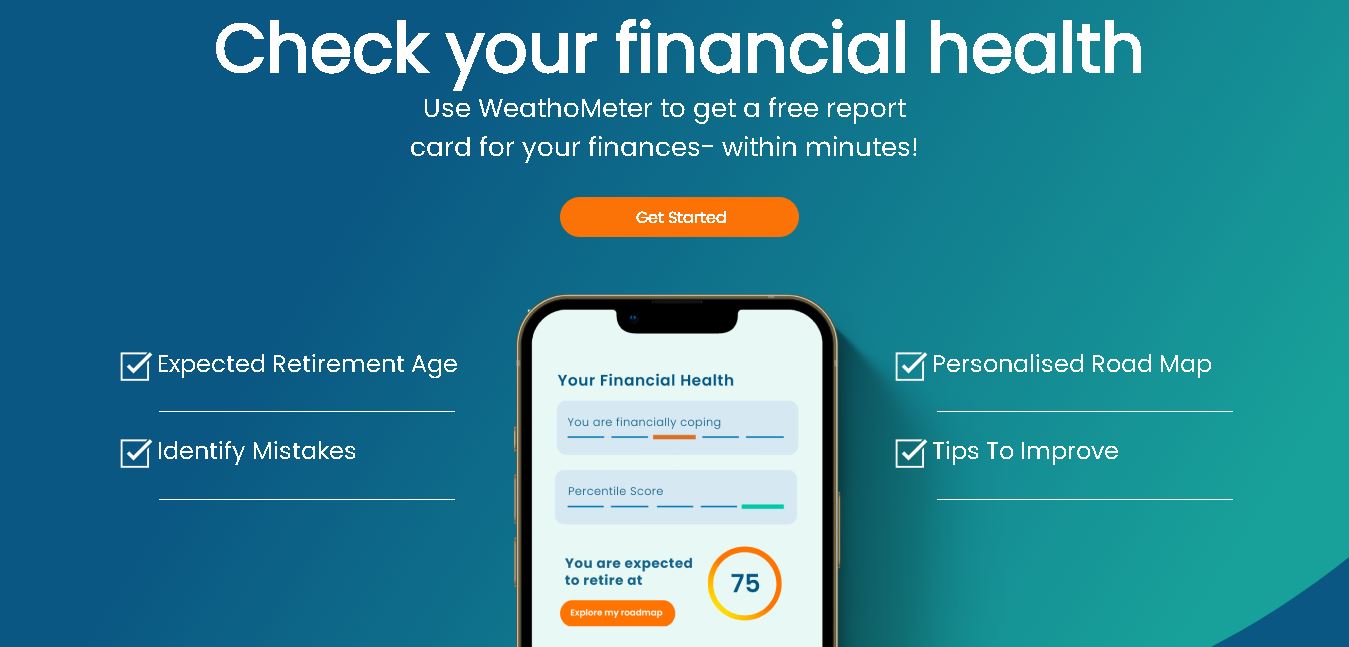 Check your financial health
Use WeathoMeter to get a free report
card for your finances- within minutes!
Get Started
Expected Retirement Age
Identify Mistakes
Your Financial Health
You are financially coping
Percentile Score
You are expected
to retire at
75
Explore my roadmap
Personalised Road Map
Tips To Improve